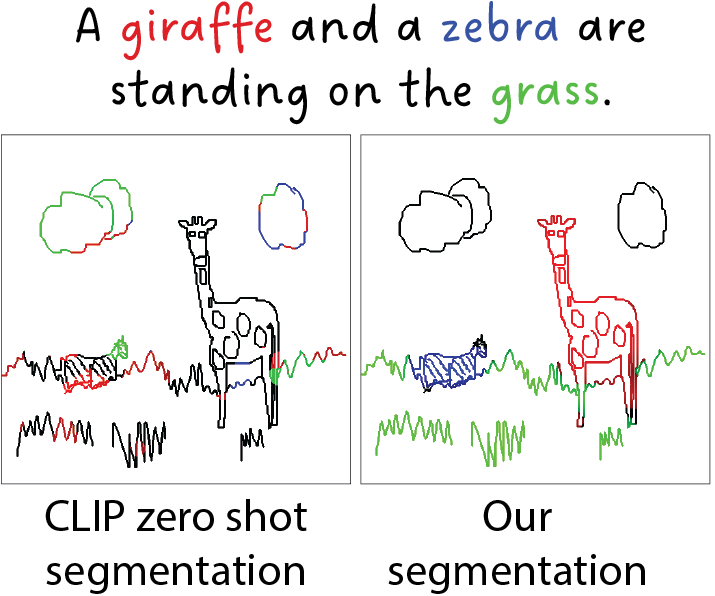 A giraffe and a zebra are
standing on the grass.
CLIP zero shot
segmentation
Our
segmentation